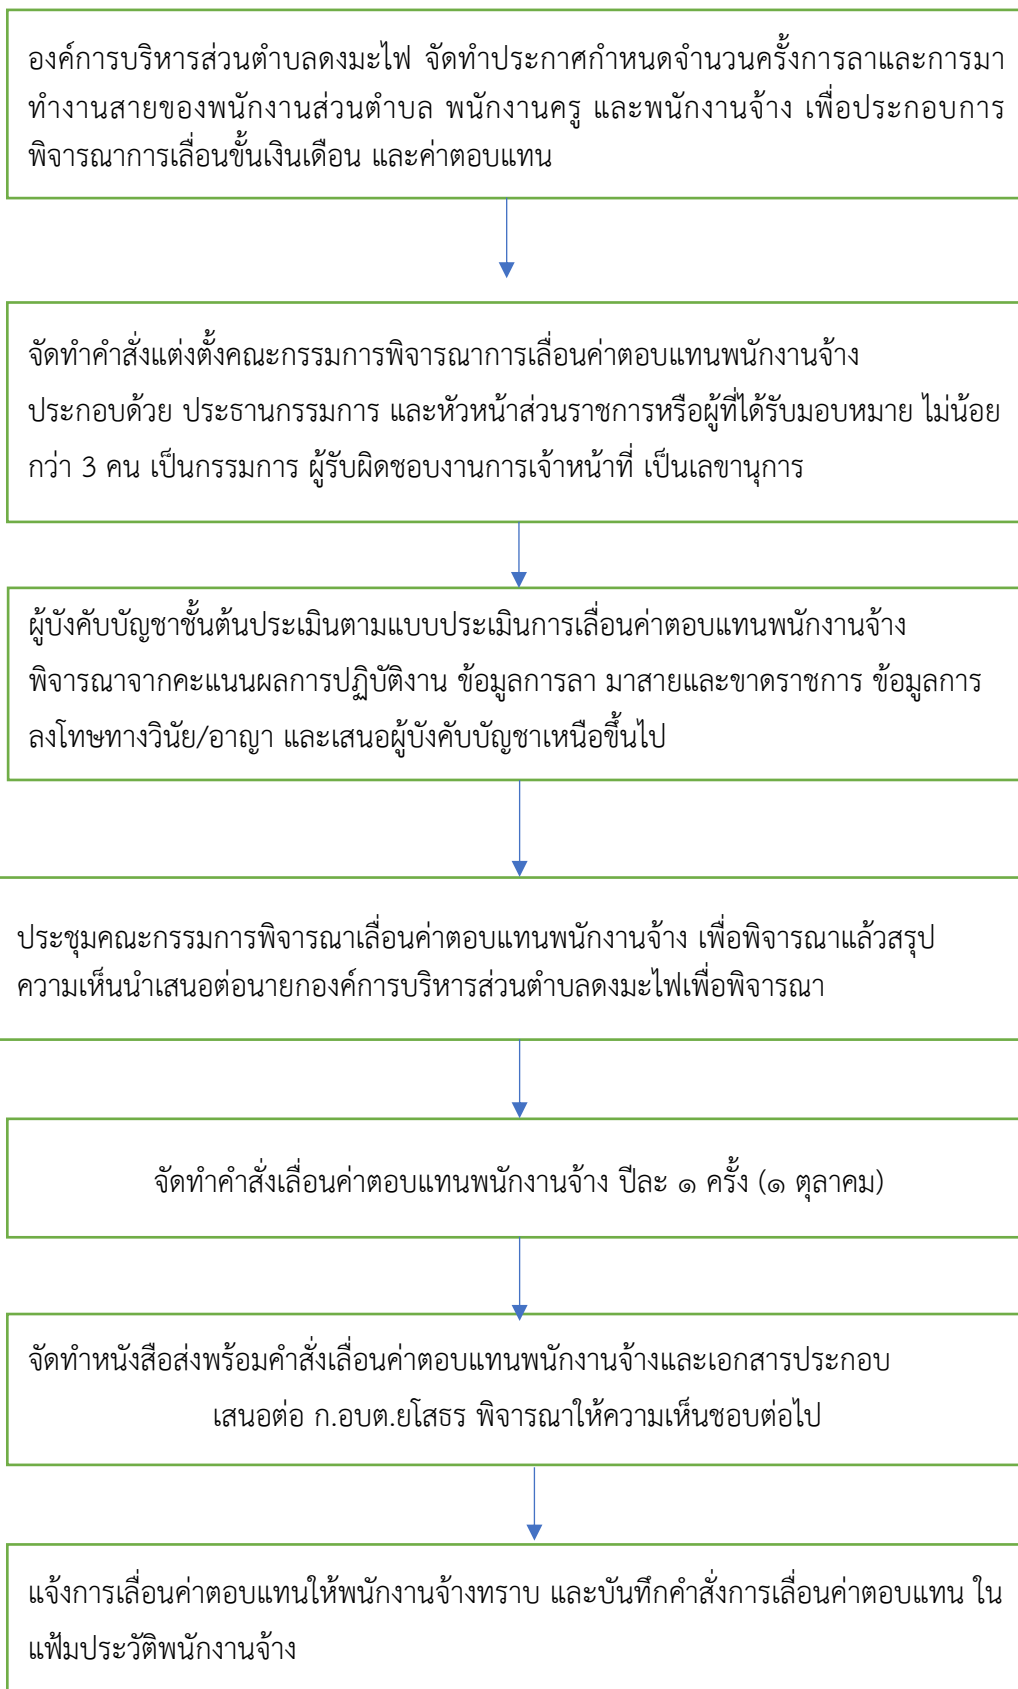 องค์การบริหารส่วนตำบลดงมะไฟ จัดทำประกาศกำหนดจำนวนครั้งการลาและการมา
ทำงานสายของพนักงานส่วนตำบล พนักงานครู และพนักงานจ้าง เพื่อประกอบการ
พิจารณาการเลื่อนขั้นเงินเดือน และค่าตอบแทน
จัดทำคำสั่งแต่งตั้งคณะกรรมการพิจารณาการเลื่อนค่าตอบแทนพนักงานจ้าง
ประกอบด้วย ประธานกรรมการ และหัวหน้าส่วนราชการหรือผู้ที่ได้รับมอบหมาย ไม่น้อย
กว่า 3 คน เป็นกรรมการ ผู้รับผิดชอบงานการเจ้าหน้าที่ เป็นเลขานุการ
ผู้บังคับบัญชาชั้นต้นประเมินตามแบบประเมินการเลื่อนค่าตอบแทนพนักงานจ้าง
พิจารณาจากคะแนนผลการปฏิบัติงาน ข้อมูลการลา มาสายและขาดราชการ ข้อมูลการ
ลงโทษทางวินัย/อาญา และเสนอผู้บังคับบัญชาเหนือขึ้นไป
ประชุมคณะกรรมการพิจารณาเลื่อนค่าตอบแทนพนักงานจ้าง เพื่อพิจารณาแล้วสรุป
ความเห็นนำเสนอต่อนายกองค์การบริหารส่วนตำบลดงมะไฟเพื่อพิจารณา
จัดทำคำสั่งเลื่อนค่าตอบแทนพนักงานจ้าง ปีละ ๑ ครั้ง (๑ ตุลาคม)
จัดทำหนังสือส่งพร้อมคำสั่งเลื่อนค่าตอบแทนพนักงานจ้างและเอกสารประกอบ
เสนอต่อ ก.อบต.ยโสธร พิจารณาให้ความเห็นชอบต่อไป
แจ้งการเลื่อนค่าตอบแทนให้พนักงานจ้างทราบ และบันทึกคำสั่งการเลื่อนค่าตอบแทน ใน
แฟ้มประวัติพนักงานจ้าง